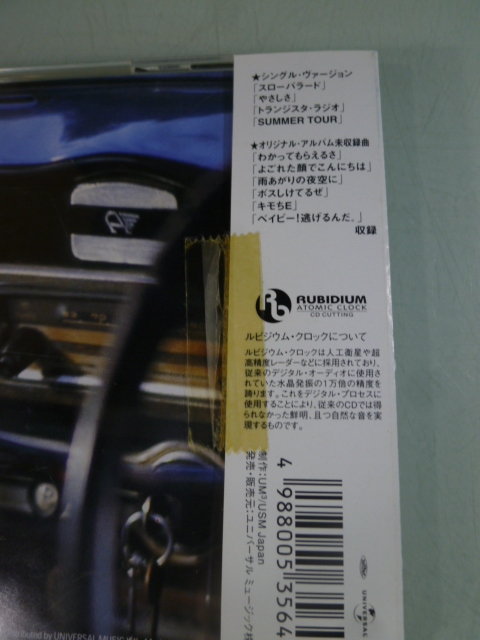 ★シングル・ヴァージョン
「スローバラード」
「やさしさ」
「トランジスタ・ラジオ」
「SUMMER TOUR」
★オリジナル・アルバム未収録曲
「わかってもらえるさ」
「よごれた顔でこんにちは」
「雨あがりの夜空に」
「ボスしけてるぜ」
「キモちE」
「ベイビー!逃げるんだ。」
収録
Rb RUBIDIUM
ATOMIC CLOCK
CD CUTTING
ルビジウム・クロックについて
ルビジウム・クロックは人工衛星や超
高精度レーダーなどに採用されており、
従来のデジタル・オーディオに使用さ
れていた水晶発振の1万倍の精度を
誇ります。これをデジタル・プロセスに
使用することにより、従来のCDでは得
られなかった鮮明、且つ自然な音を実
現するものです。
制作:UM³/USM Japan
発売・販売元:ユニバーサル ミュージック
4 988005 3564
UNIVERSAL
by UNIVERSAL MUSIC